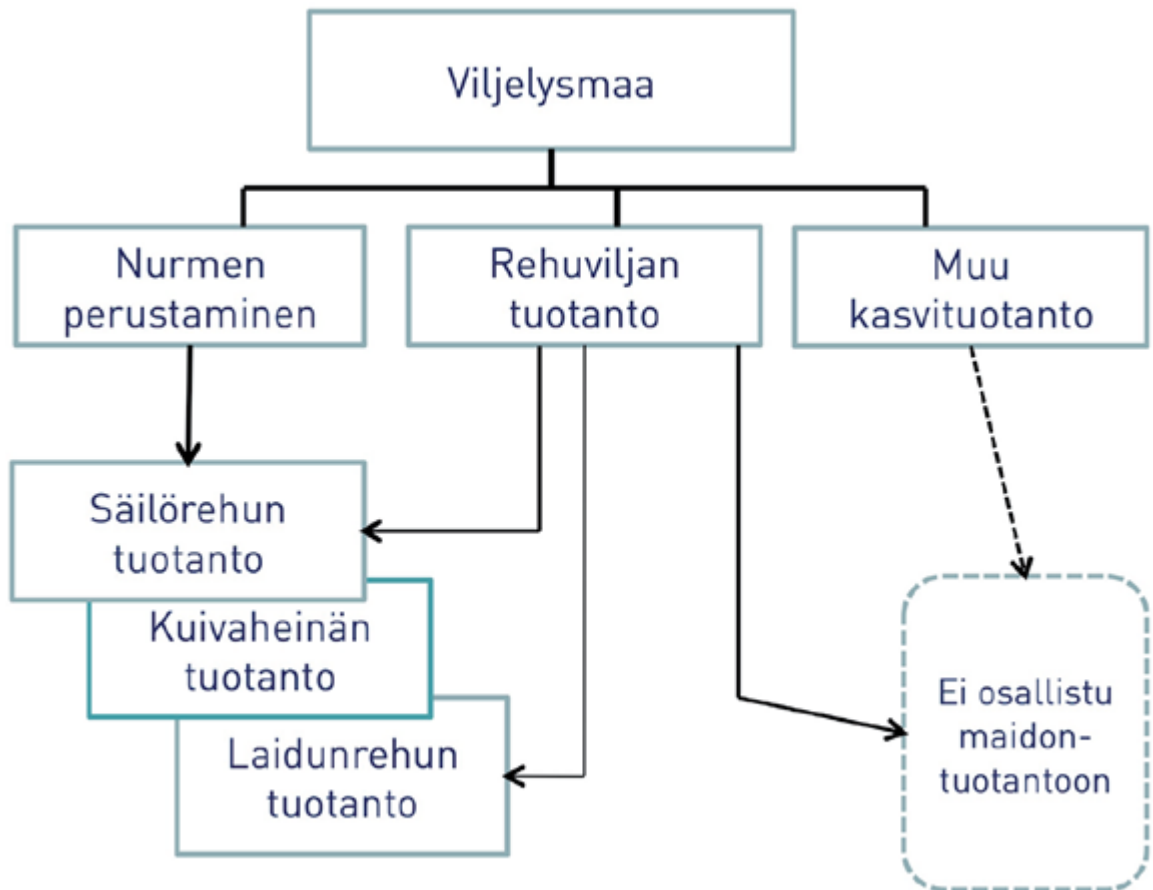 Viljelysmaa
Nurmen
perustaminen
Rehuviljan
tuotanto
Muu
kasvituotanto
Säilörehun
tuotanto
Kuivaheinän
tuotanto
Laidunrehun
tuotanto
Ei osallistu
maidon-
tuotantoon